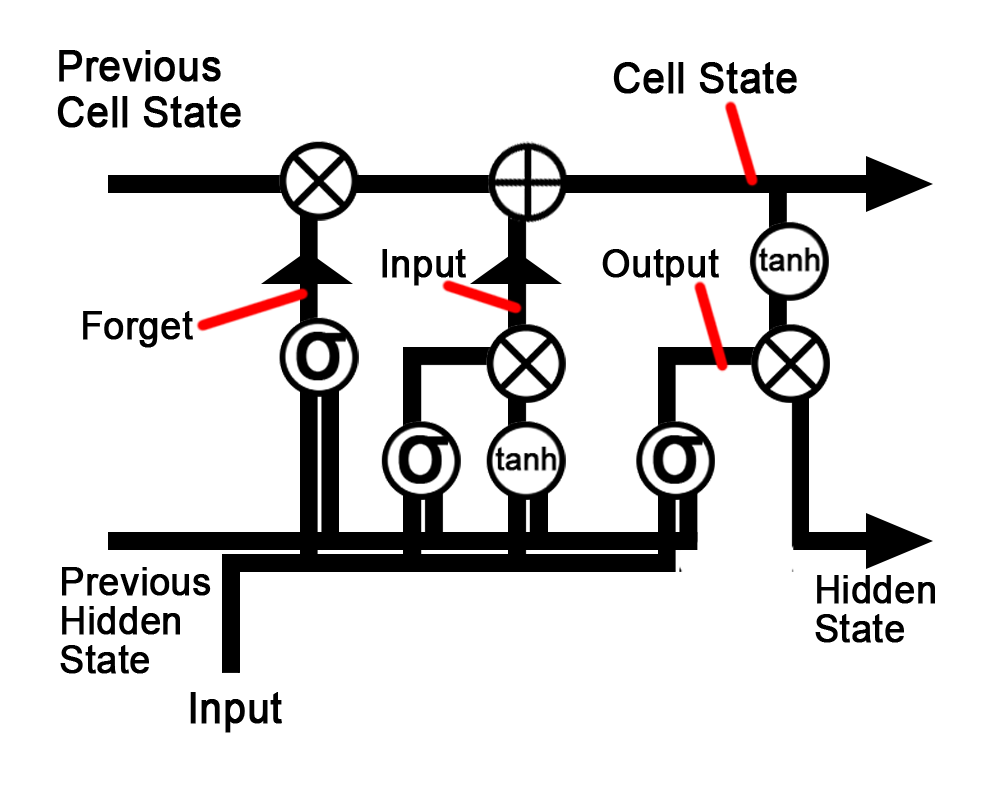 Previous
Cell State
Cell State
Input
Output
tanh
Forget
σ
σ
tanh
σ
Previous
Hidden
State
Hidden
State
Input